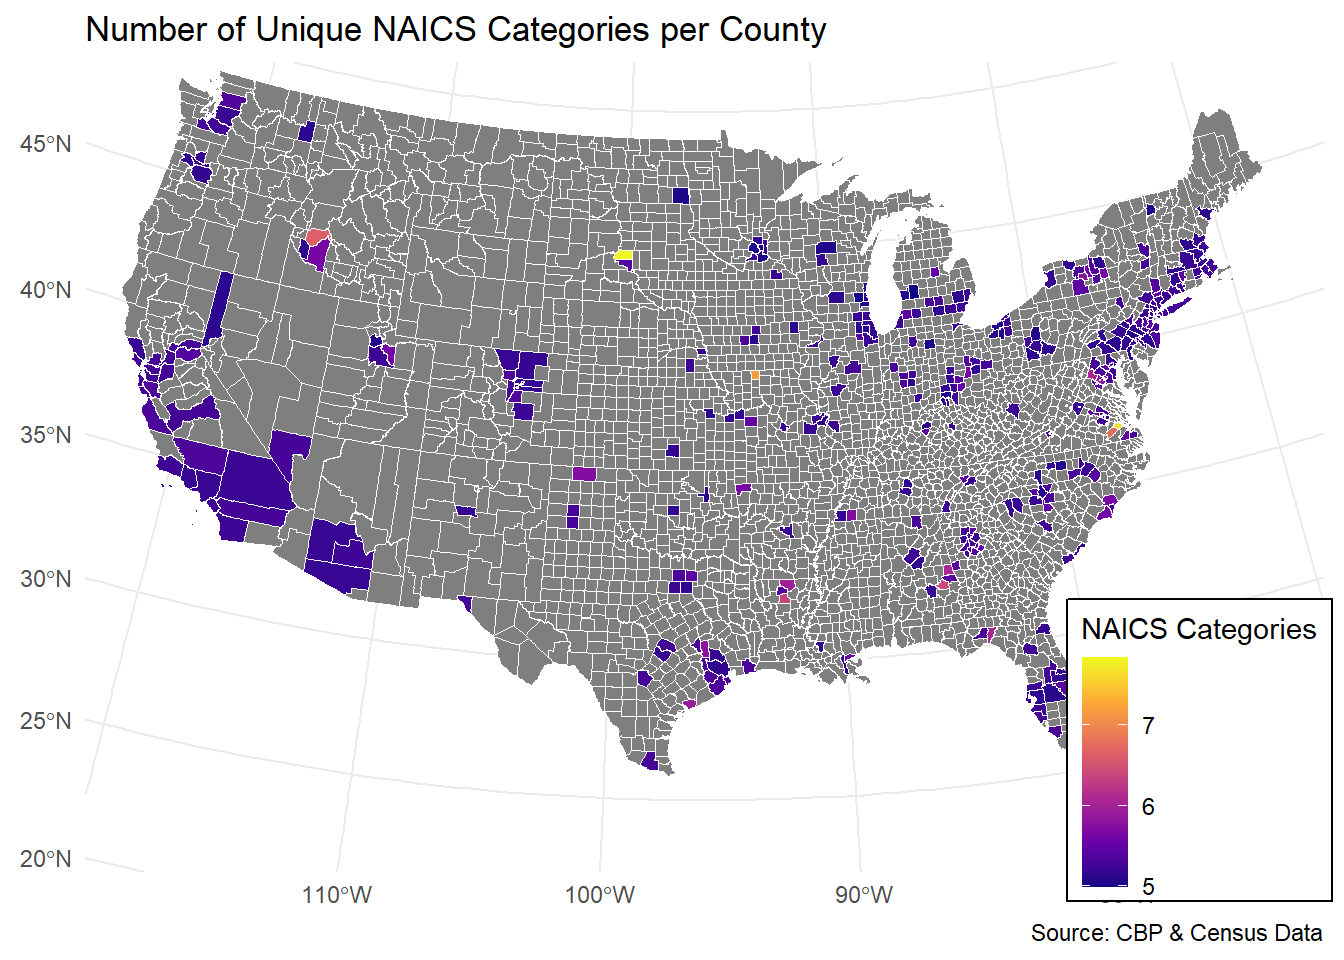 Number of Unique NAICS Categories per County
45°N
40°N
35°N
30°N
25°N
20°N
110°W
100°W
90°W
NAICS Categories
7
6
5
Source: CBP & Census Data